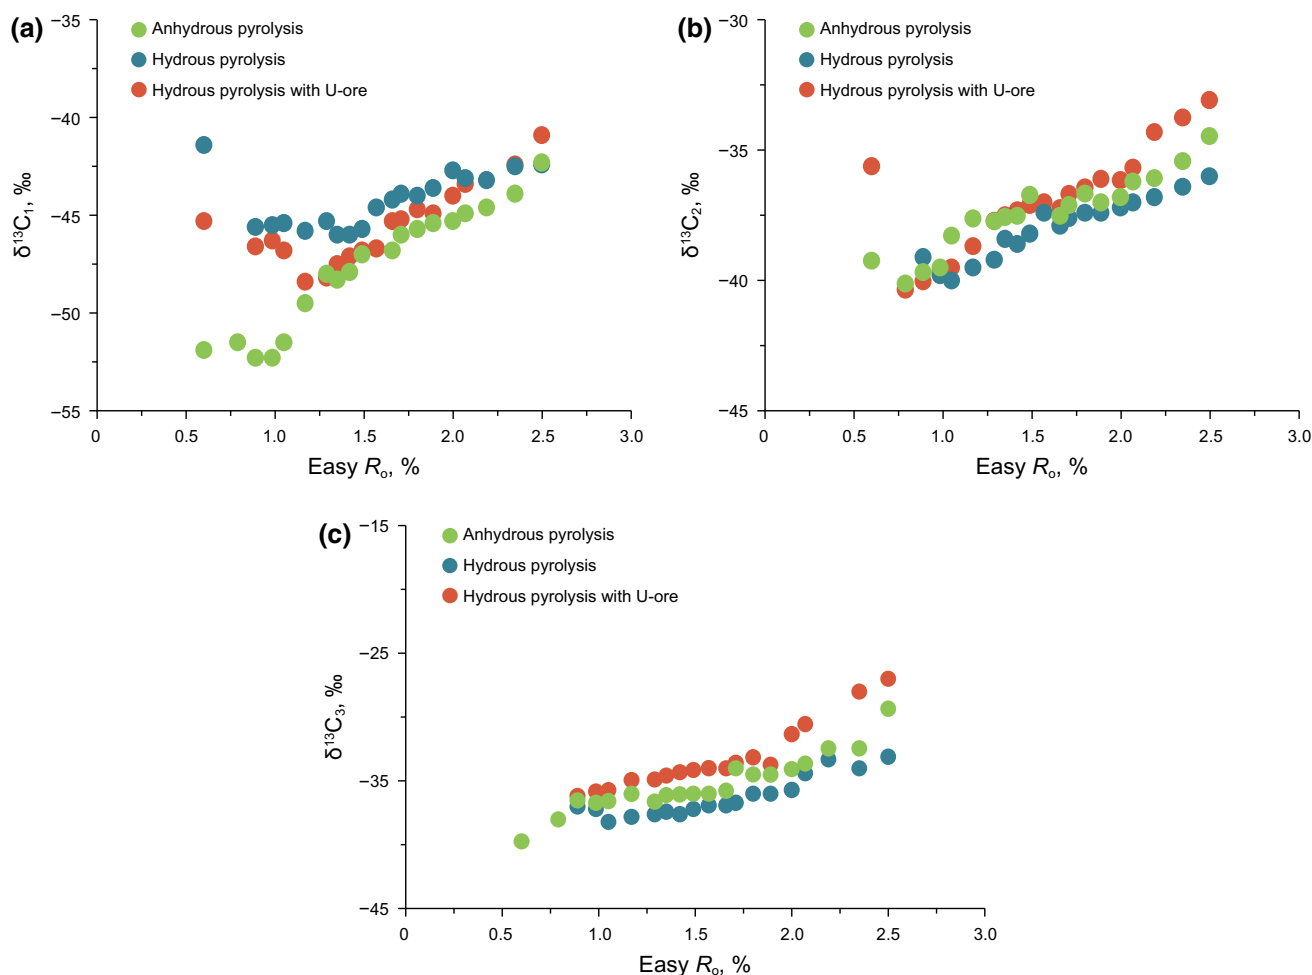 (a)
Anhydrous pyrolysis
Hydrous pyrolysis
Hydrous pyrolysis with U-ore
−35
−40
−45
−50
−55
δ¹³C₁, ‰
0 0.5 1.0 1.5 2.0 2.5 3.0
Easy Rₒ, %
(b)
Anhydrous pyrolysis
Hydrous pyrolysis
Hydrous pyrolysis with U-ore
−30
−35
−40
−45
δ¹³C₂, ‰
0 0.5 1.0 1.5 2.0 2.5 3.0
Easy Rₒ, %
(c)
Anhydrous pyrolysis
Hydrous pyrolysis
Hydrous pyrolysis with U-ore
−15
−25
−35
−45
δ¹³C₃, ‰
0 0.5 1.0 1.5 2.0 2.5 3.0
Easy Rₒ, %